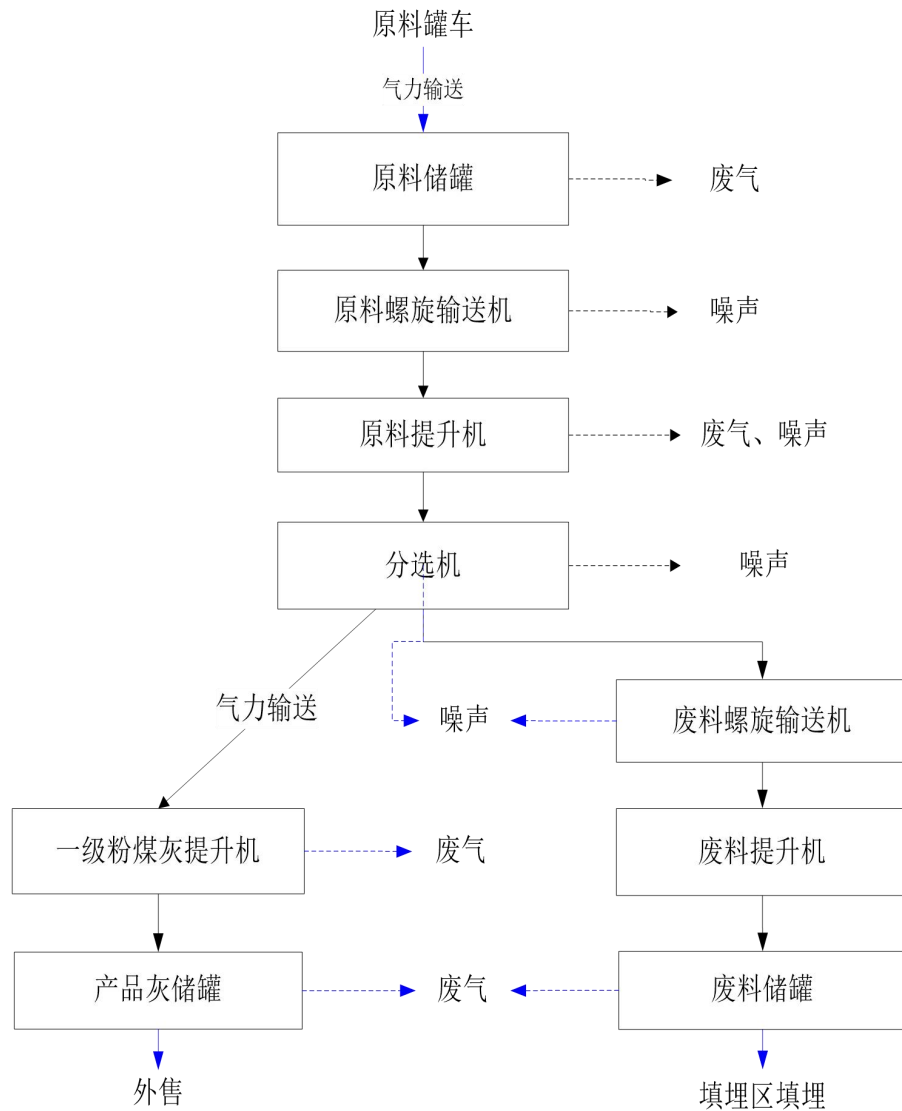 原料罐车
气力输送
原料储罐
废气
原料螺旋输送机
噪声
原料提升机
废气、噪声
分选机
噪声
气力输送
噪声
废料螺旋输送机
一级粉煤灰提升机
废气
废料提升机
产品灰储罐
废气
废料储罐
外售
填埋区填埋